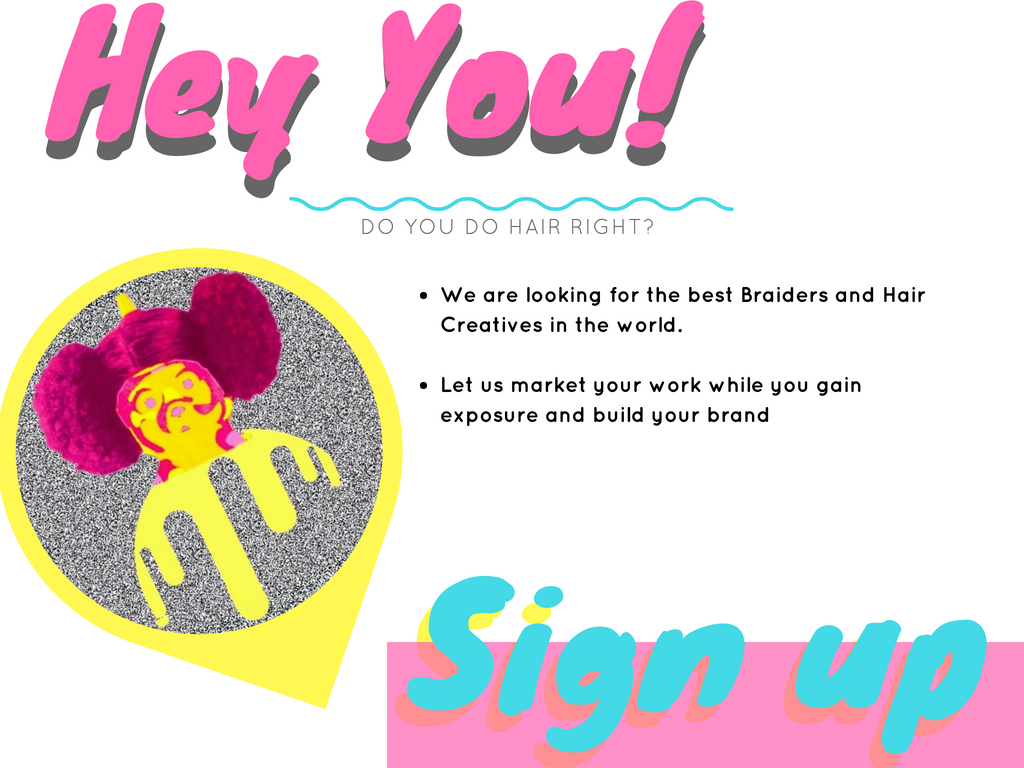 Hey You!
DO YOU DO HAIR RIGHT?
• We are looking for the best Braiders and Hair
Creatives in the world.
• Let us market your work while you gain
exposure and build your brand
Sign up